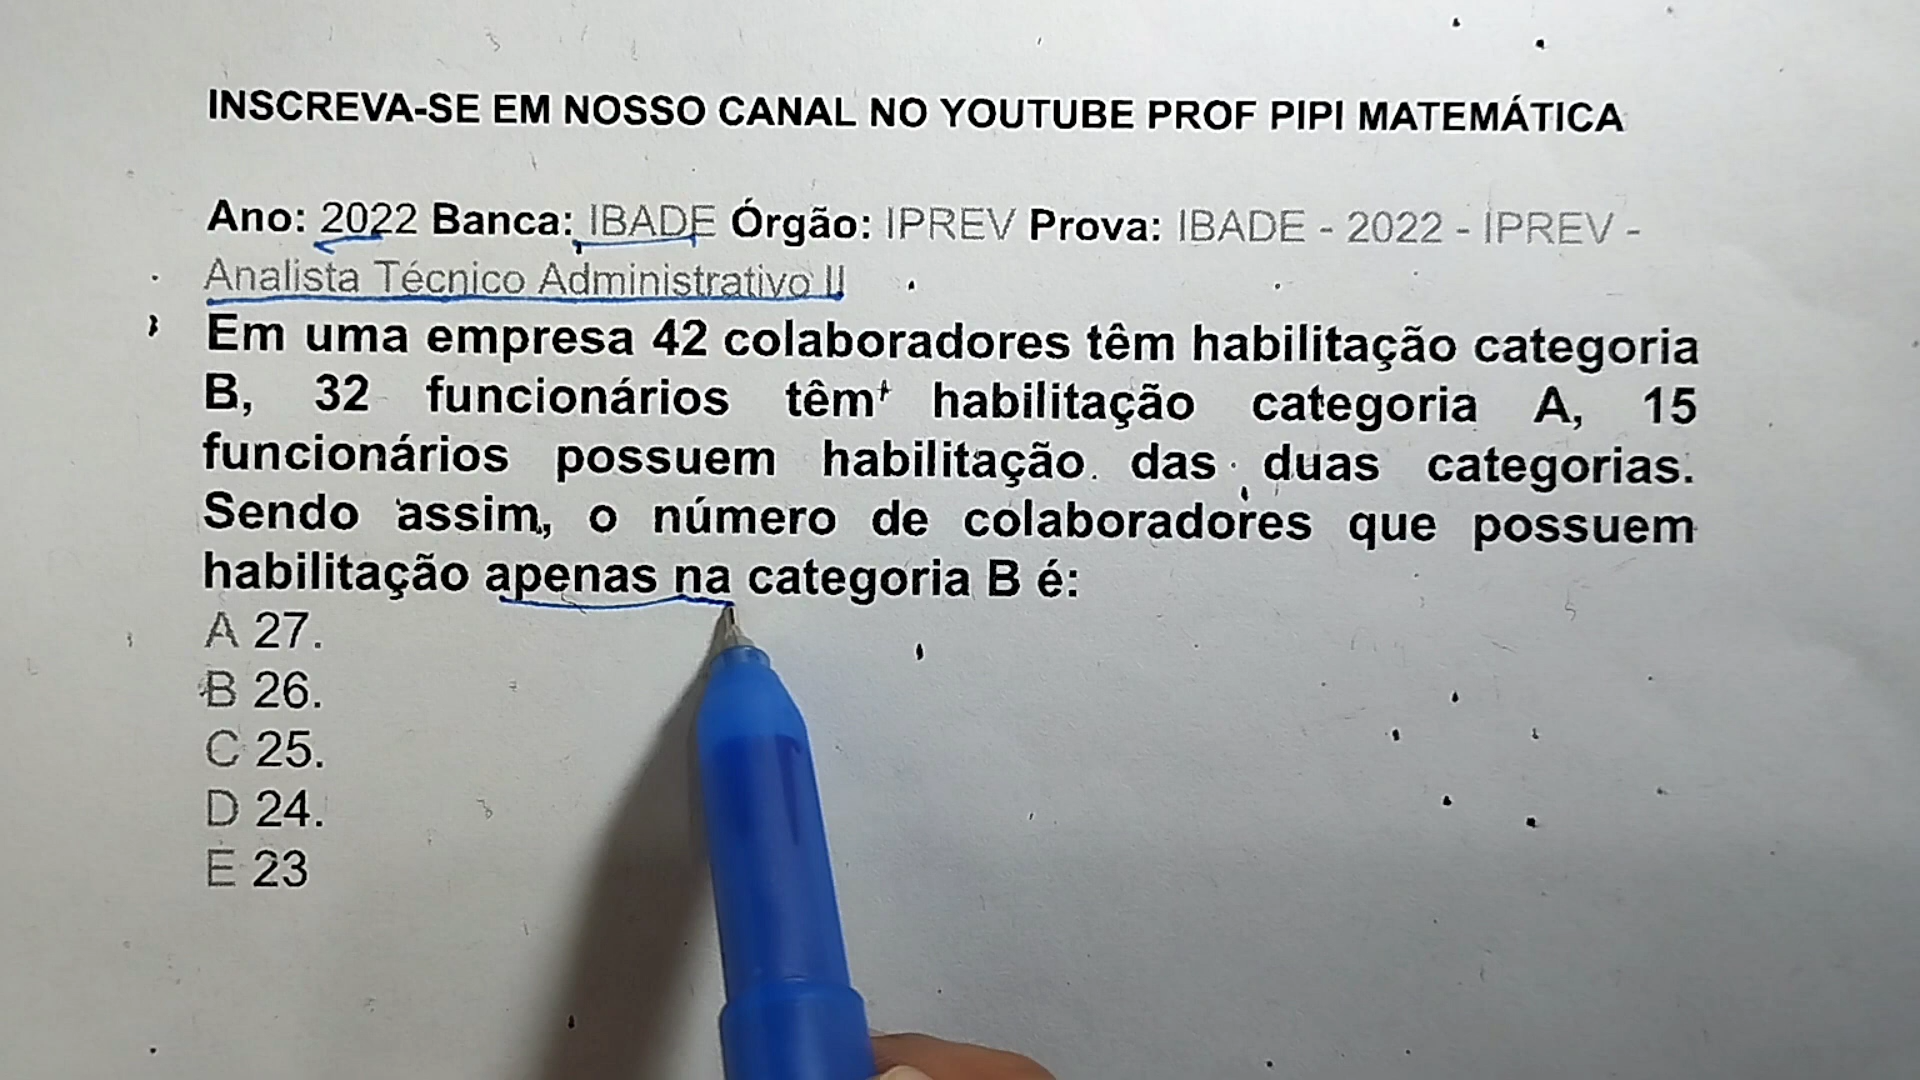 INSCREVA-SE EM NOSSO CANAL NO YOUTUBE PROF PIPI MATEMÁTICA
Ano: 2022 Banca: IBADE Órgão: IPREV Prova: IBADE - 2022 - IPREV -
Analista Técnico Administrativo II
Em uma empresa 42 colaboradores têm habilitação categoria
B, 32 funcionários têm habilitação categoria A, 15
funcionários possuem habilitação das duas categorias.
Sendo assim, o número de colaboradores que possuem
habilitação apenas na categoria B é:
A 27.
B 26.
C 25.
D 24.
E 23